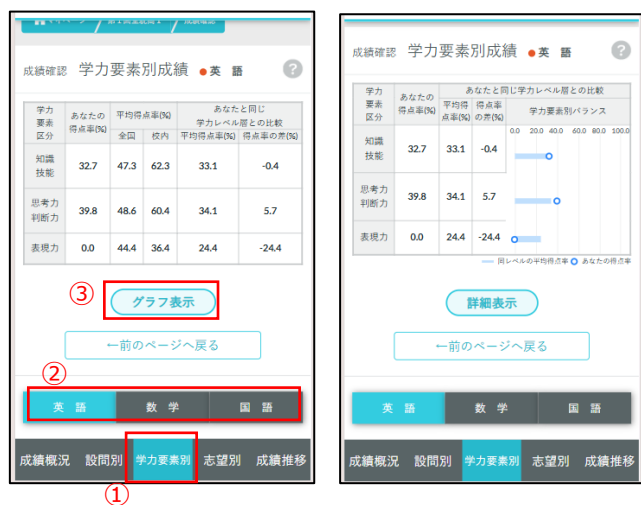 成績確認 学力要素別成績 ●英 語 ?
学力
要素
区分
あなたの
得点率(%)
平均得点率(%)
全国 校内
あなたと同じ
学力レベル層との比較
平均得点率(%) 得点率の差(%)
知識
技能
32.7 47.3 62.3 33.1 -0.4
思考力
判断力
39.8 48.6 60.4 34.1 5.7
表現力 0.0 44.4 36.4 24.4 -24.4
③
グラフ表示
←前のページへ戻る
②
英 語 数 学 国 語
成績概況 設問別 学力要素別 志望別 成績推移
①
成績確認 学力要素別成績 ●英 語 ?
学力
要素
区分
あなたの
得点率(%)
あなたと同じ学力レベル層との比較
平均得
点率(%)
得点率
の差(%)
学力要素別バランス
0.0 20.0 40.0 60.0 80.0 100.0
知識
技能
32.7 33.1 -0.4
思考力
判断力
39.8 34.1 5.7
表現力 0.0 24.4 -24.4
同レベルの平均得点率 あなたの得点率
詳細表示
←前のページへ戻る
英 語 数 学 国 語
成績概況 設問別 学力要素別 志望別 成績推移